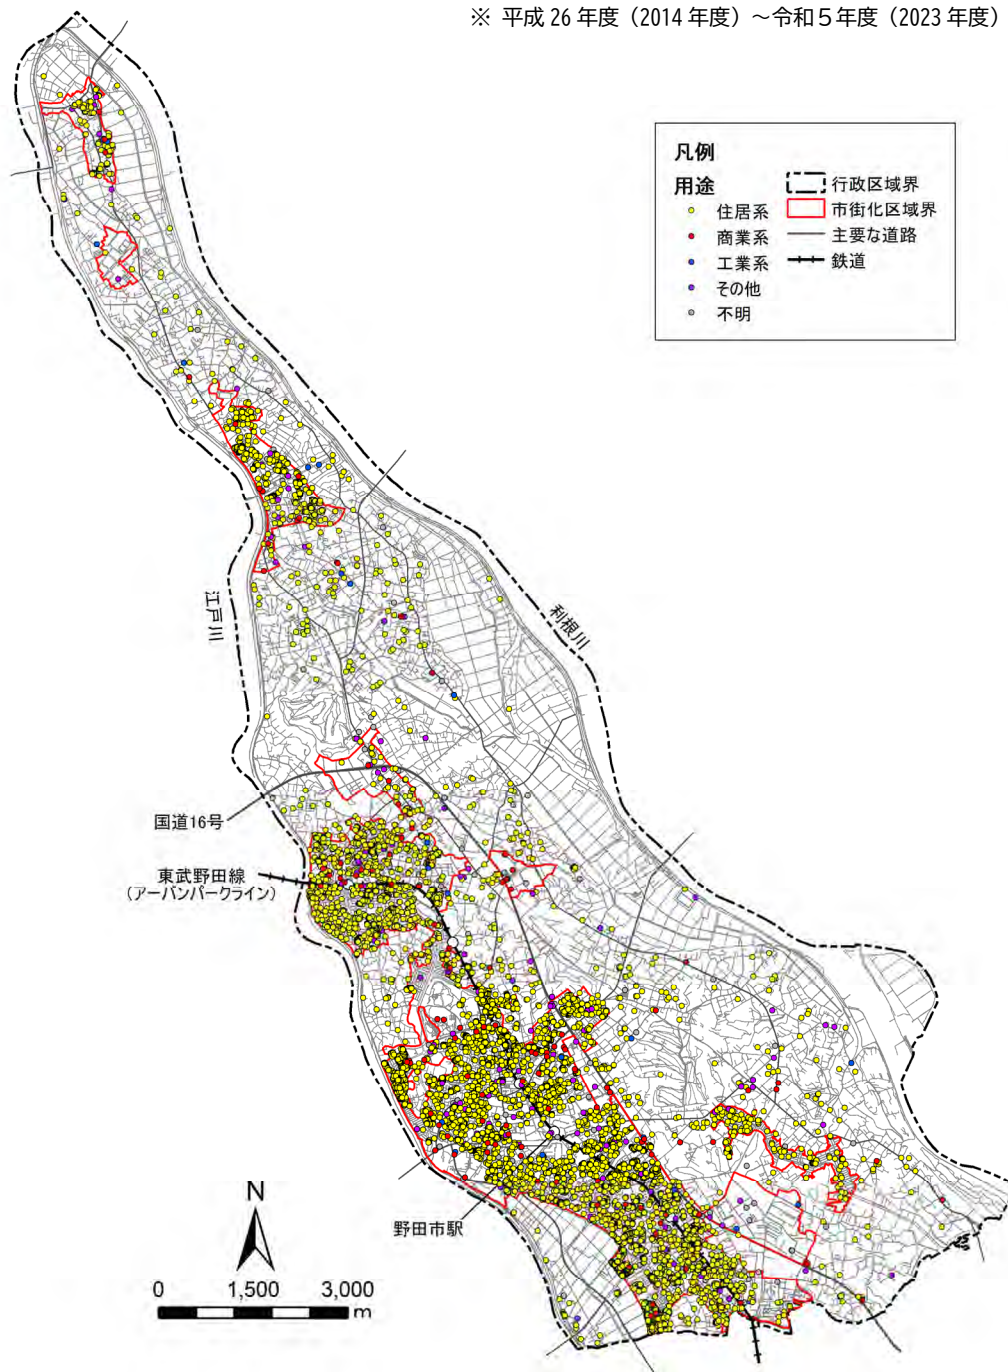 ※ 平成 26 年度（2014 年度）～令和５年度（2023 年度）
凡例
用途
住居系
商業系
工業系
その他
不明
行政区域界
市街化区域界
主要な道路
鉄道
江戸川
利根川
国道16号
東武野田線
（アーバンパークライン）
野田市駅
N
0 1,500 3,000
m